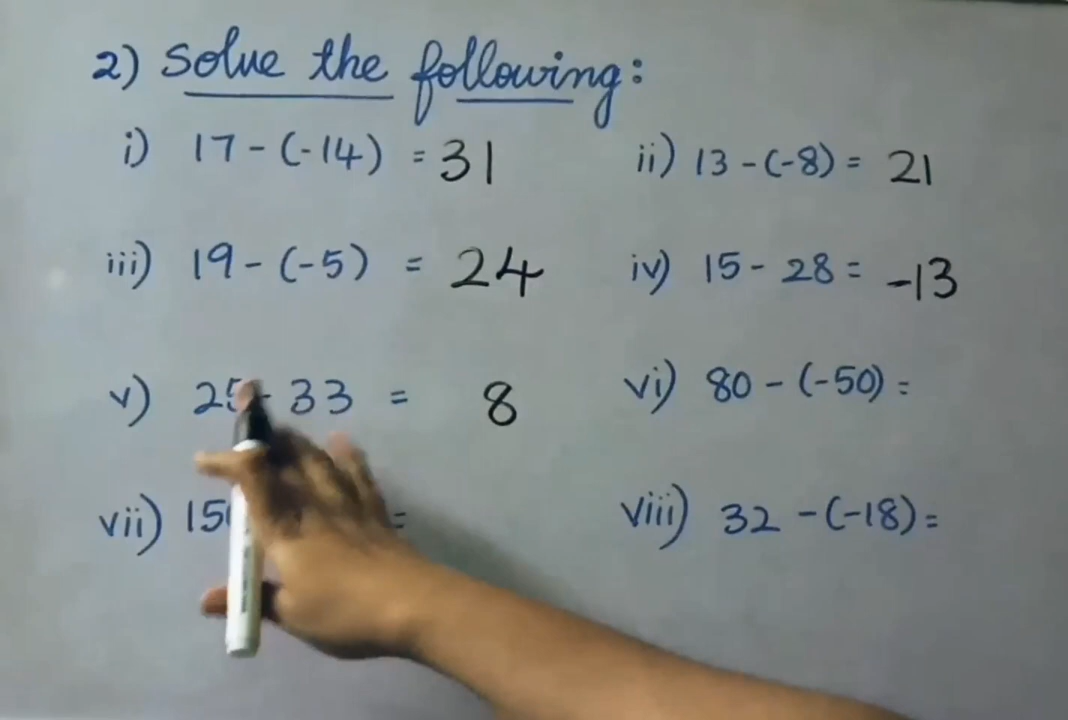 2) Solve the following:
i) 17 - (-14) = 31 ii) 13 - (-8) = 21
iii) 19 - (-5) = 24 iv) 15 - 28 = -13
v) 25 - 33 = 8 vi) 80 - (-50) =
vii) = viii) 32 - (-18) =